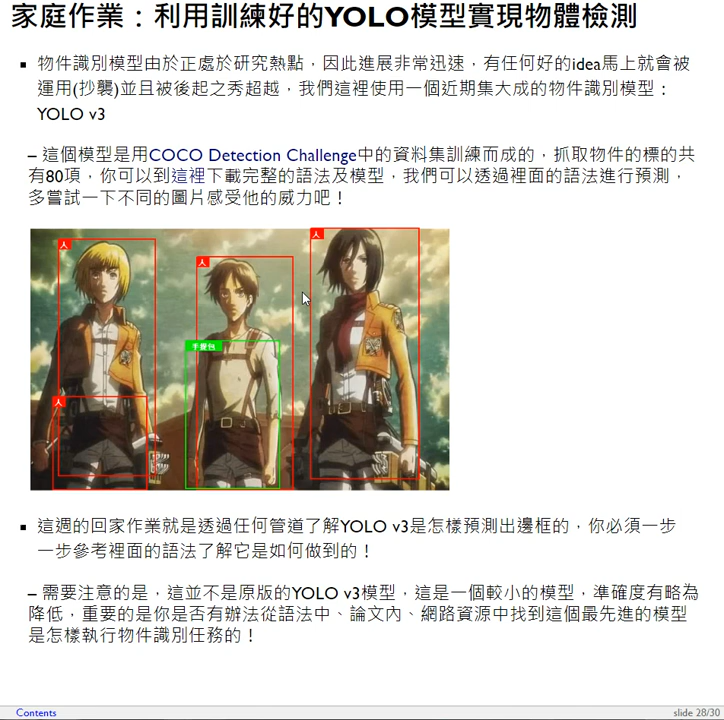 家庭作業：利用訓練好的YOLO模型實現物體檢測
▪ 物件識別模型由於正處於研究熱點，因此進展非常迅速，有任何好的idea馬上就會被
運用(抄襲)並且被後起之秀超越，我們這裡使用一個近期集大成的物件識別模型：
YOLO v3
– 這個模型是用COCO Detection Challenge中的資料集訓練而成的，抓取物件的標的共
有80項，你可以到這裡下載完整的語法及模型，我們可以透過裡面的語法進行預測，
多嘗試一下不同的圖片感受他的威力吧！
人
人
人
手提包
人
▪ 這週的回家作業就是透過任何管道了解YOLO v3是怎樣預測出邊框的，你必須一步
一步參考裡面的語法了解它是如何做到的！
– 需要注意的是，這並不是原版的YOLO v3模型，這是一個較小的模型，準確度有略為
降低，重要的是你是否有辦法從語法中、論文內、網路資源中找到這個最先進的模型
是怎樣執行物件識別任務的！
Contents
slide 28/30